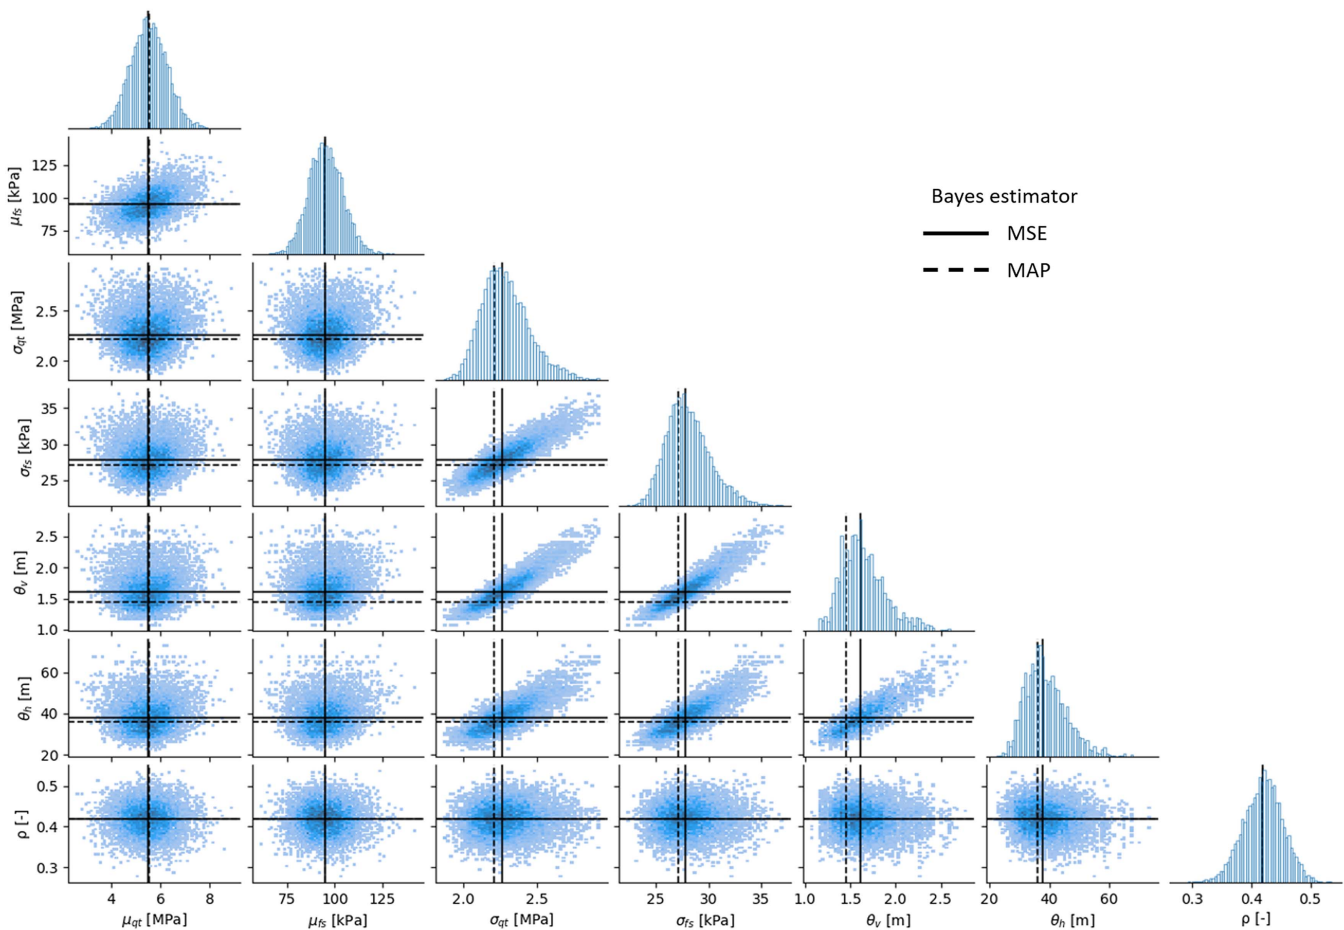 125
100
75
μfs [kPa]
Bayes estimator
MSE
MAP
2.5
2.0
σqt [MPa]
35
30
25
σfs [kPa]
2.5
2.0
1.5
1.0
θv [m]
60
40
20
θh [m]
0.5
0.4
0.3
ρ [-]
4 6 8
75 100 125
2.0 2.5
25 30 35
1.0 1.5 2.0 2.5
20 40 60
0.3 0.4 0.5
μqt [MPa] μfs [kPa] σqt [MPa] σfs [kPa] θv [m] θh [m] ρ [-]